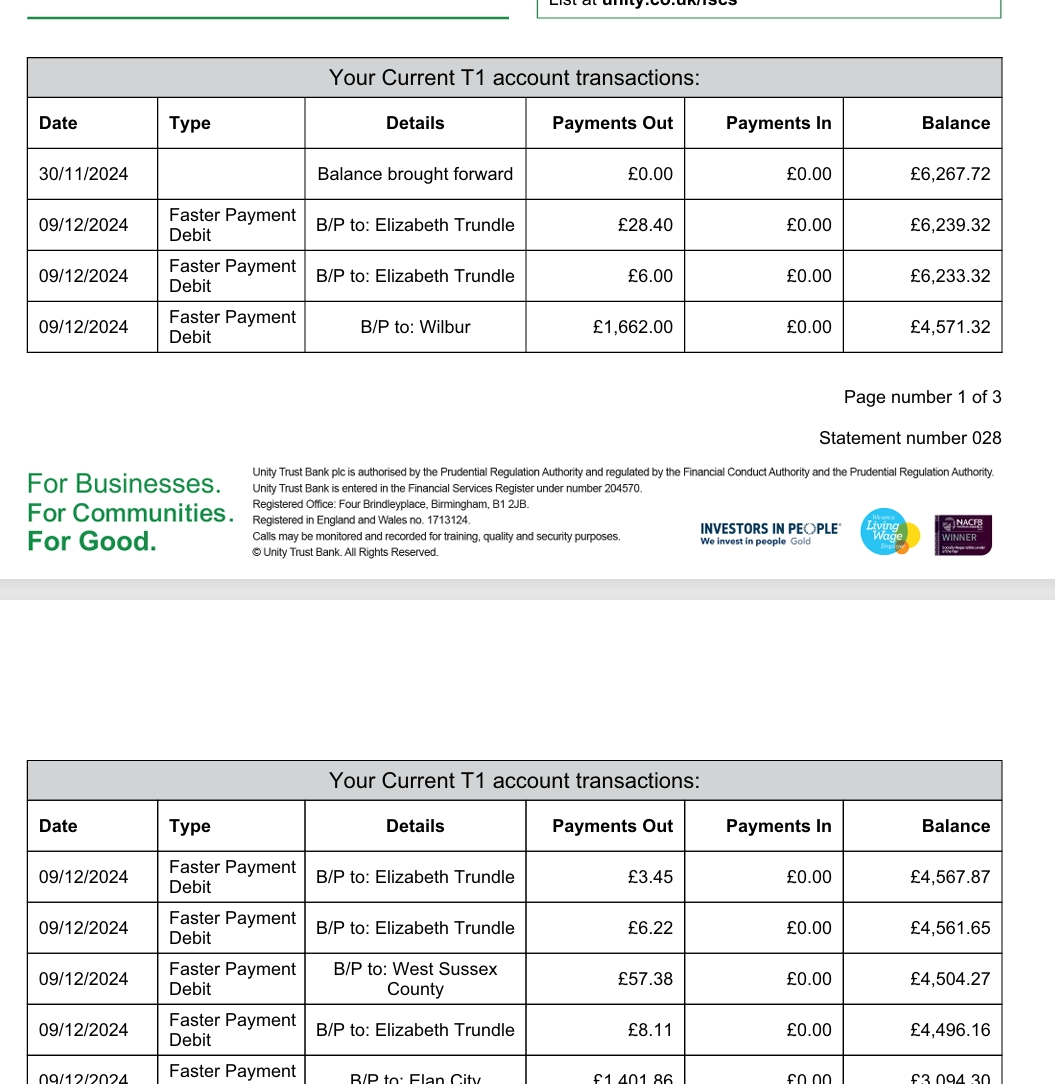 List at unity.co.uk/fscs
Your Current T1 account transactions:
Date Type Details Payments Out Payments In Balance
30/11/2024 Balance brought forward £0.00 £0.00 £6,267.72
09/12/2024 Faster Payment Debit B/P to: Elizabeth Trundle £28.40 £0.00 £6,239.32
09/12/2024 Faster Payment Debit B/P to: Elizabeth Trundle £6.00 £0.00 £6,233.32
09/12/2024 Faster Payment Debit B/P to: Wilbur £1,662.00 £0.00 £4,571.32
Page number 1 of 3
Statement number 028
For Businesses.
For Communities.
For Good.
Unity Trust Bank plc is authorised by the Prudential Regulation Authority and regulated by the Financial Conduct Authority and the Prudential Regulation Authority.
Unity Trust Bank is entered in the Financial Services Register under number 204570.
Registered Office: Four Brindleyplace, Birmingham, B1 2JB.
Registered in England and Wales no. 1713124.
Calls may be monitored and recorded for training, quality and security purposes.
© Unity Trust Bank. All Rights Reserved.
INVESTORS IN PEOPLE
We invest in people Gold
We are a
Living
Wage
Employer
NACFB
WINNER
Your Current T1 account transactions:
Date Type Details Payments Out Payments In Balance
09/12/2024 Faster Payment Debit B/P to: Elizabeth Trundle £3.45 £0.00 £4,567.87
09/12/2024 Faster Payment Debit B/P to: Elizabeth Trundle £6.22 £0.00 £4,561.65
09/12/2024 Faster Payment Debit B/P to: West Sussex County £57.38 £0.00 £4,504.27
09/12/2024 Faster Payment Debit B/P to: Elizabeth Trundle £8.11 £0.00 £4,496.16
09/12/2024 Faster Payment B/P to: Elan City £1,401.86 £0.00 £3,094.30